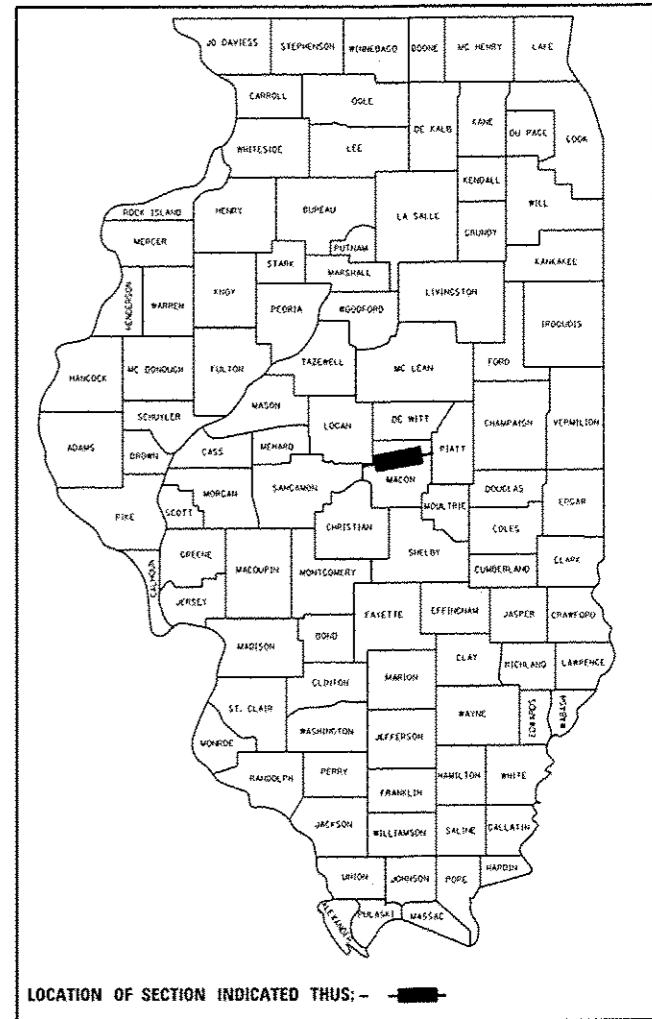 JO DAVIESS STEPHENSON WINNEBAGO BOONE MC HENRY LAKE
CARROLL OGLE
DE KALB KANE DU PAGE COOK
WHITESIDE LEE
KENDALL
ROCK ISLAND HENRY BUREAU LA SALLE GRUNDY WILL
MERCER PUTNAM
STARK MARSHALL KANKAKEE
HENDERSON WARREN KNOX PEORIA WOODFORD LIVINGSTON IROQUOIS
HANCOCK MC DONOUGH FULTON TAZEWELL MC LEAN FORD
SCHUYLER MASON LOGAN DE WITT CHAMPAIGN VERMILION
ADAMS BROWN CASS MENARD PIATT
MACON
PIKE SCOTT MORGAN SANGAMON CHRISTIAN MOULTRIE DOUGLAS EDGAR
COLES
CALHOUN GREENE MACOUPIN MONTGOMERY SHELBY CUMBERLAND CLARK
JERSEY
FAYETTE EFFINGHAM JASPER CRAWFORD
MADISON BOND
CLAY RICHLAND LAWRENCE
CLINTON MARION
ST. CLAIR WAYNE EDWARDS WABASH
MONROE WASHINGTON JEFFERSON
RANDOLPH PERRY HAMILTON WHITE
FRANKLIN
JACKSON WILLIAMSON SALINE GALLATIN
UNION JOHNSON POPE HARDIN
ALEXANDER PULASKI MASSAC
LOCATION OF SECTION INDICATED THUS; -